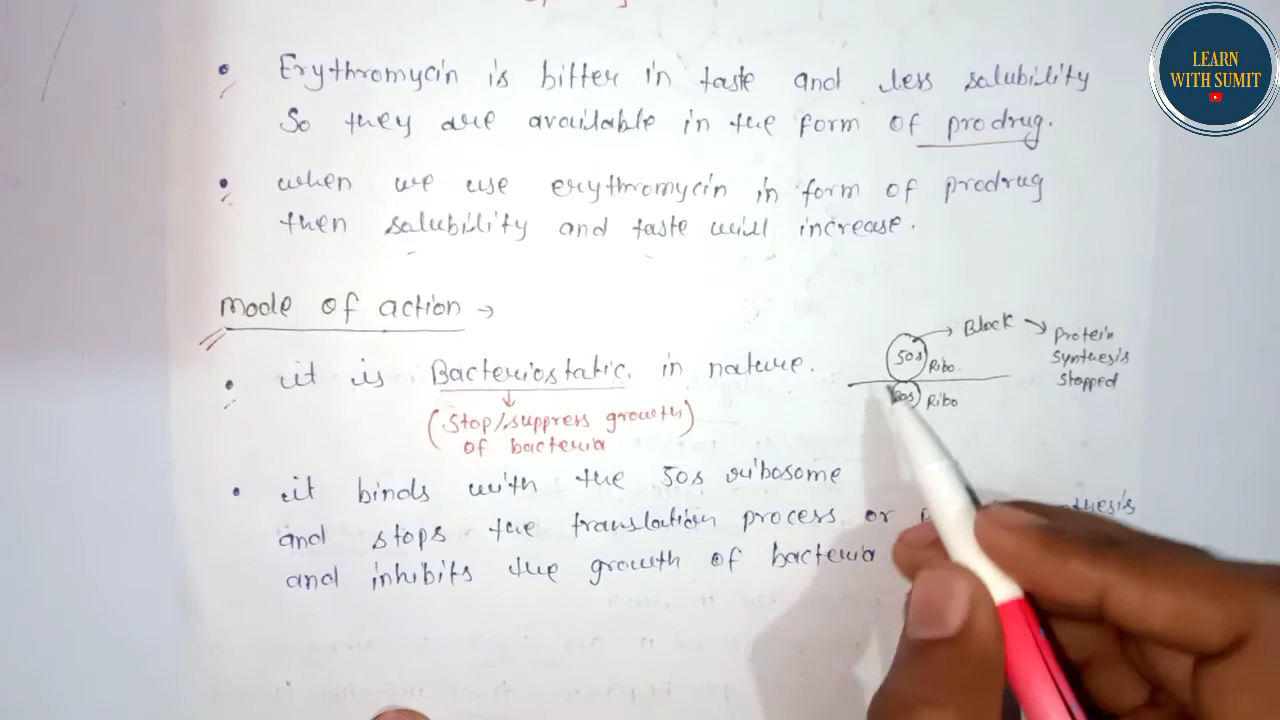 LEARN
WITH SUMIT
• Erythromycin is bitter in taste and less solubility
So they are available in the form of prodrug.
• when we use erythromycin in form of prodrug
then solubility and taste will increase.
Mode of action →
• it is Bacteriostatic in nature.
(Stop/suppress growth)
of bacteria
50s Ribo.
Block
Protein
Synthesis
Stopped
Ribo
• it binds with the 50s ribosome
and stops the translation process or
and inhibits the growth of bacteria